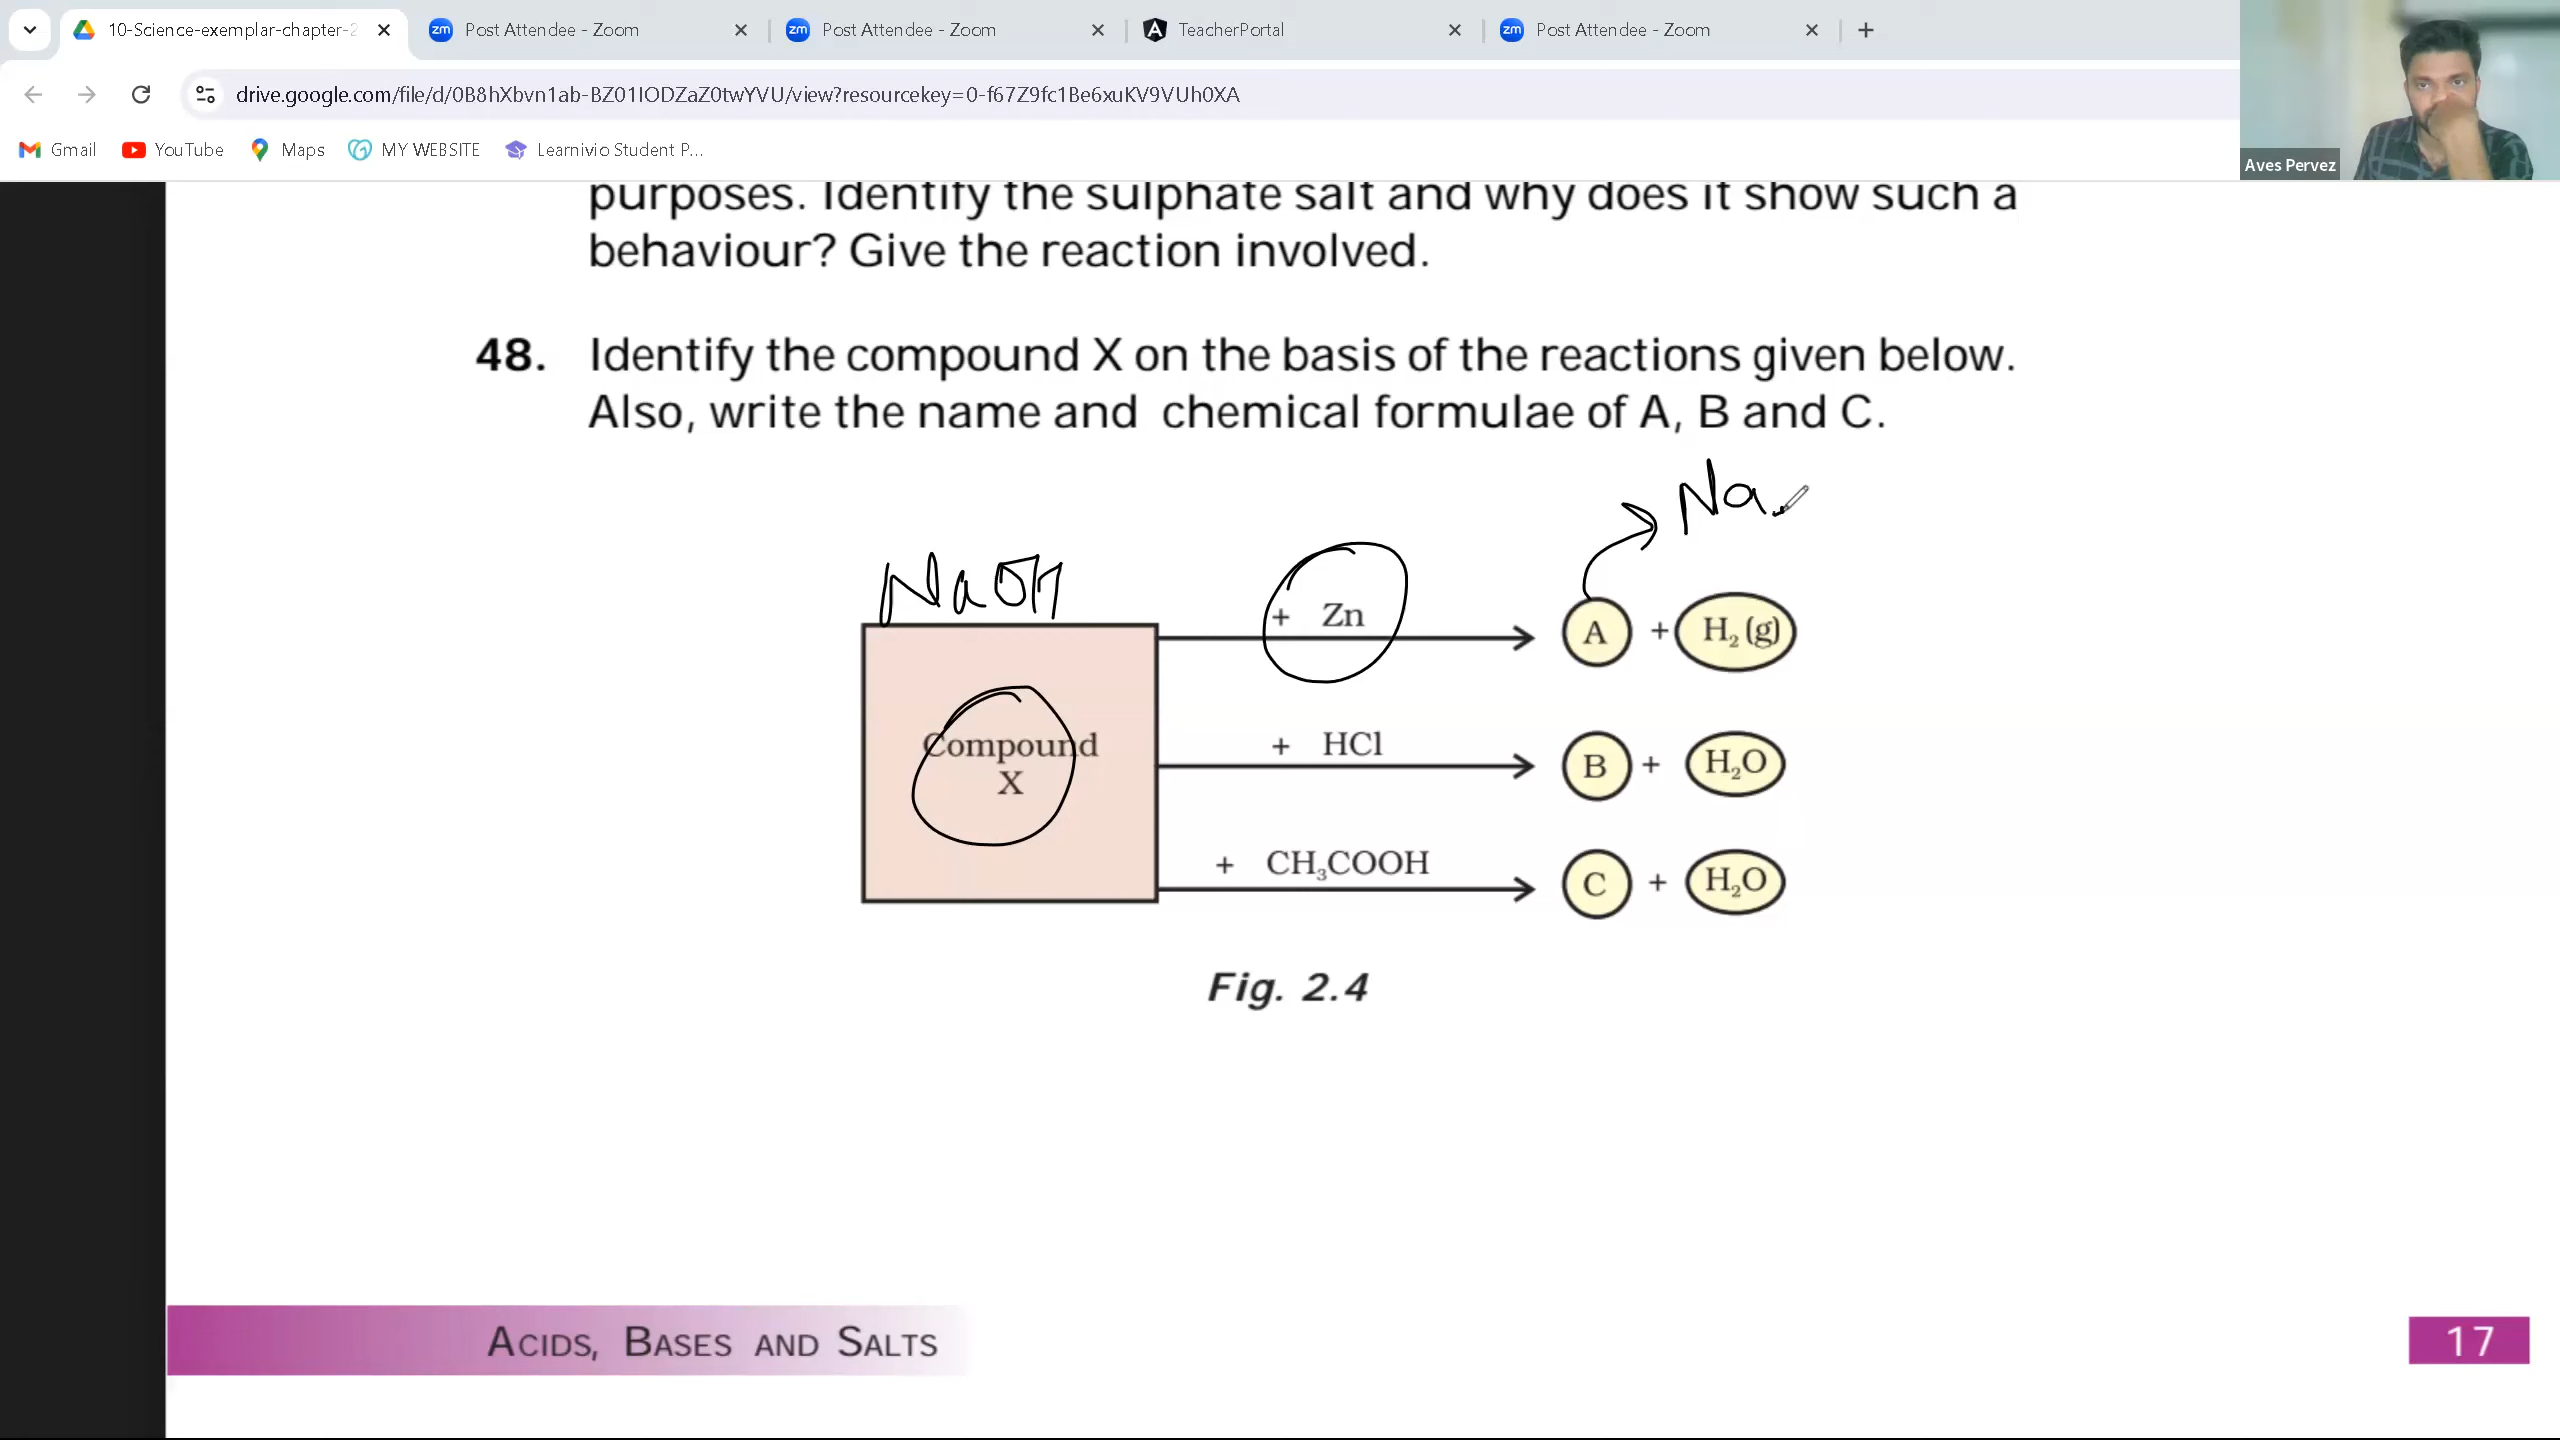 10-Science-exemplar-chapter-2
Post Attendee - Zoom
Post Attendee - Zoom
TeacherPortal
Post Attendee - Zoom
drive.google.com/file/d/0B8hXbvn1ab-BZ01IODZaZ0twYVU/view?resourcekey=0-f67Z9fc1Be6xuKV9VUh0XA
Gmail
YouTube
Maps
MY WEBSITE
Learnivio Student P...
Aves Pervez
purposes. Identify the sulphate salt and why does it show such a
behaviour? Give the reaction involved.
48. Identify the compound X on the basis of the reactions given below.
Also, write the name and chemical formulae of A, B and C.
Na
NaOH
+ Zn
A + H₂ (g)
Compound
X
+ HCl
B + H₂O
+ CH₃COOH
C + H₂O
Fig. 2.4
ACIDS, BASES AND SALTS
17